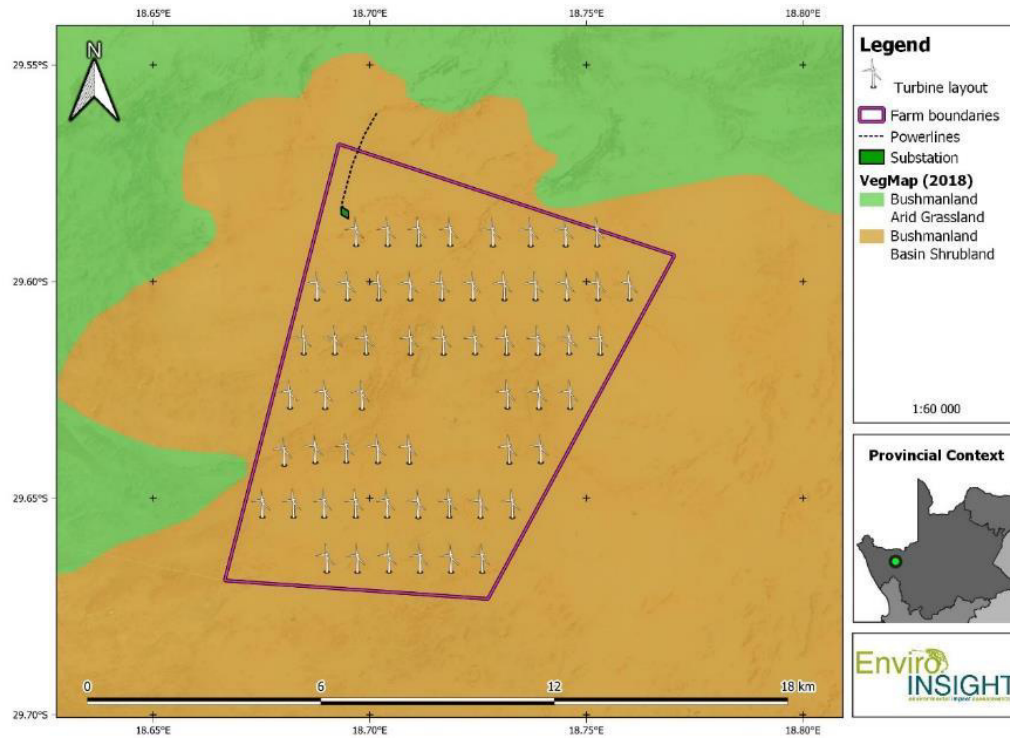 18.65°E 18.70°E 18.75°E 18.80°E
N
29.55°S
29.60°S
29.65°S
29.70°S
0 6 12 18 km
18.65°E 18.70°E 18.75°E 18.80°E
Legend
Turbine layout
Farm boundaries
Powerlines
Substation
VegMap (2018)
Bushmanland
Arid Grassland
Bushmanland
Basin Shrubland
1:60 000
Provincial Context
Enviro
INSIGHT